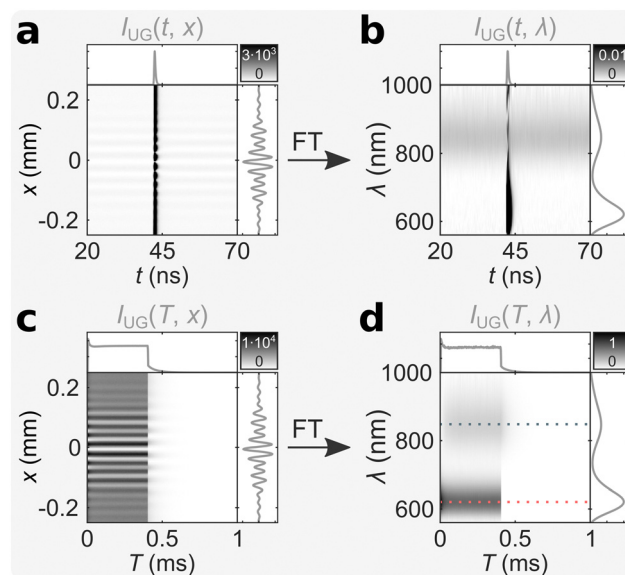 a
I_UG(t, x)
3·10³
0
x (mm)
0.2
0
-0.2
20
45
70
t (ns)
FT
b
I_UG(t, λ)
0.01
0
λ (nm)
1000
800
600
20
45
70
t (ns)
c
I_UG(T, x)
1·10⁴
0
x (mm)
0.2
0
-0.2
0
0.5
1
T (ms)
FT
d
I_UG(T, λ)
1
0
λ (nm)
1000
800
600
0
0.5
1
T (ms)